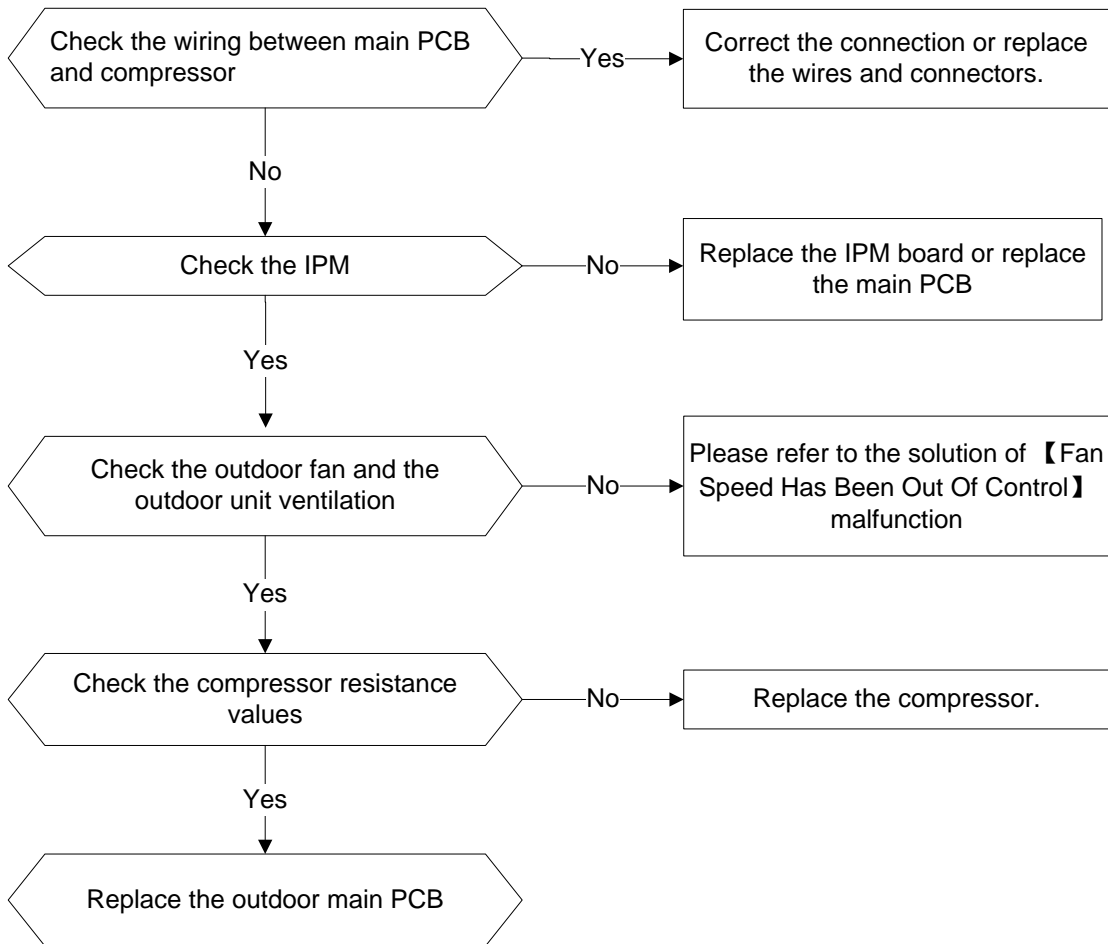 Check the wiring between main PCB
and compressor
Yes
Correct the connection or replace
the wires and connectors.
No
Check the IPM
No
Replace the IPM board or replace
the main PCB
Yes
Check the outdoor fan and the
outdoor unit ventilation
No
Please refer to the solution of 【Fan
Speed Has Been Out Of Control】
malfunction
Yes
Check the compressor resistance
values
No
Replace the compressor.
Yes
Replace the outdoor main PCB